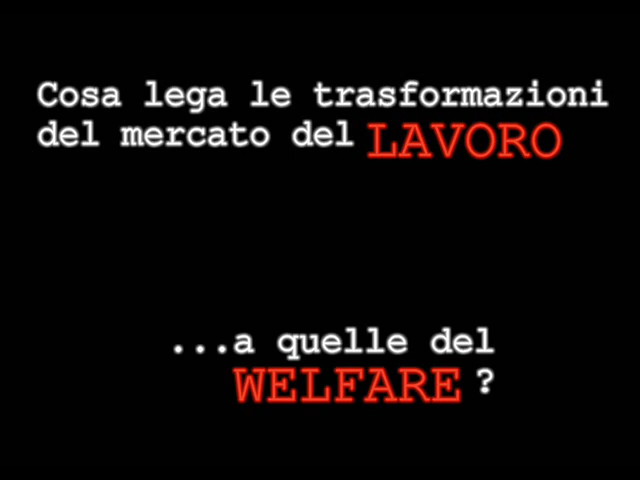 Cosa lega le trasformazioni
del mercato del LAVORO
...a quelle del
WELFARE ?